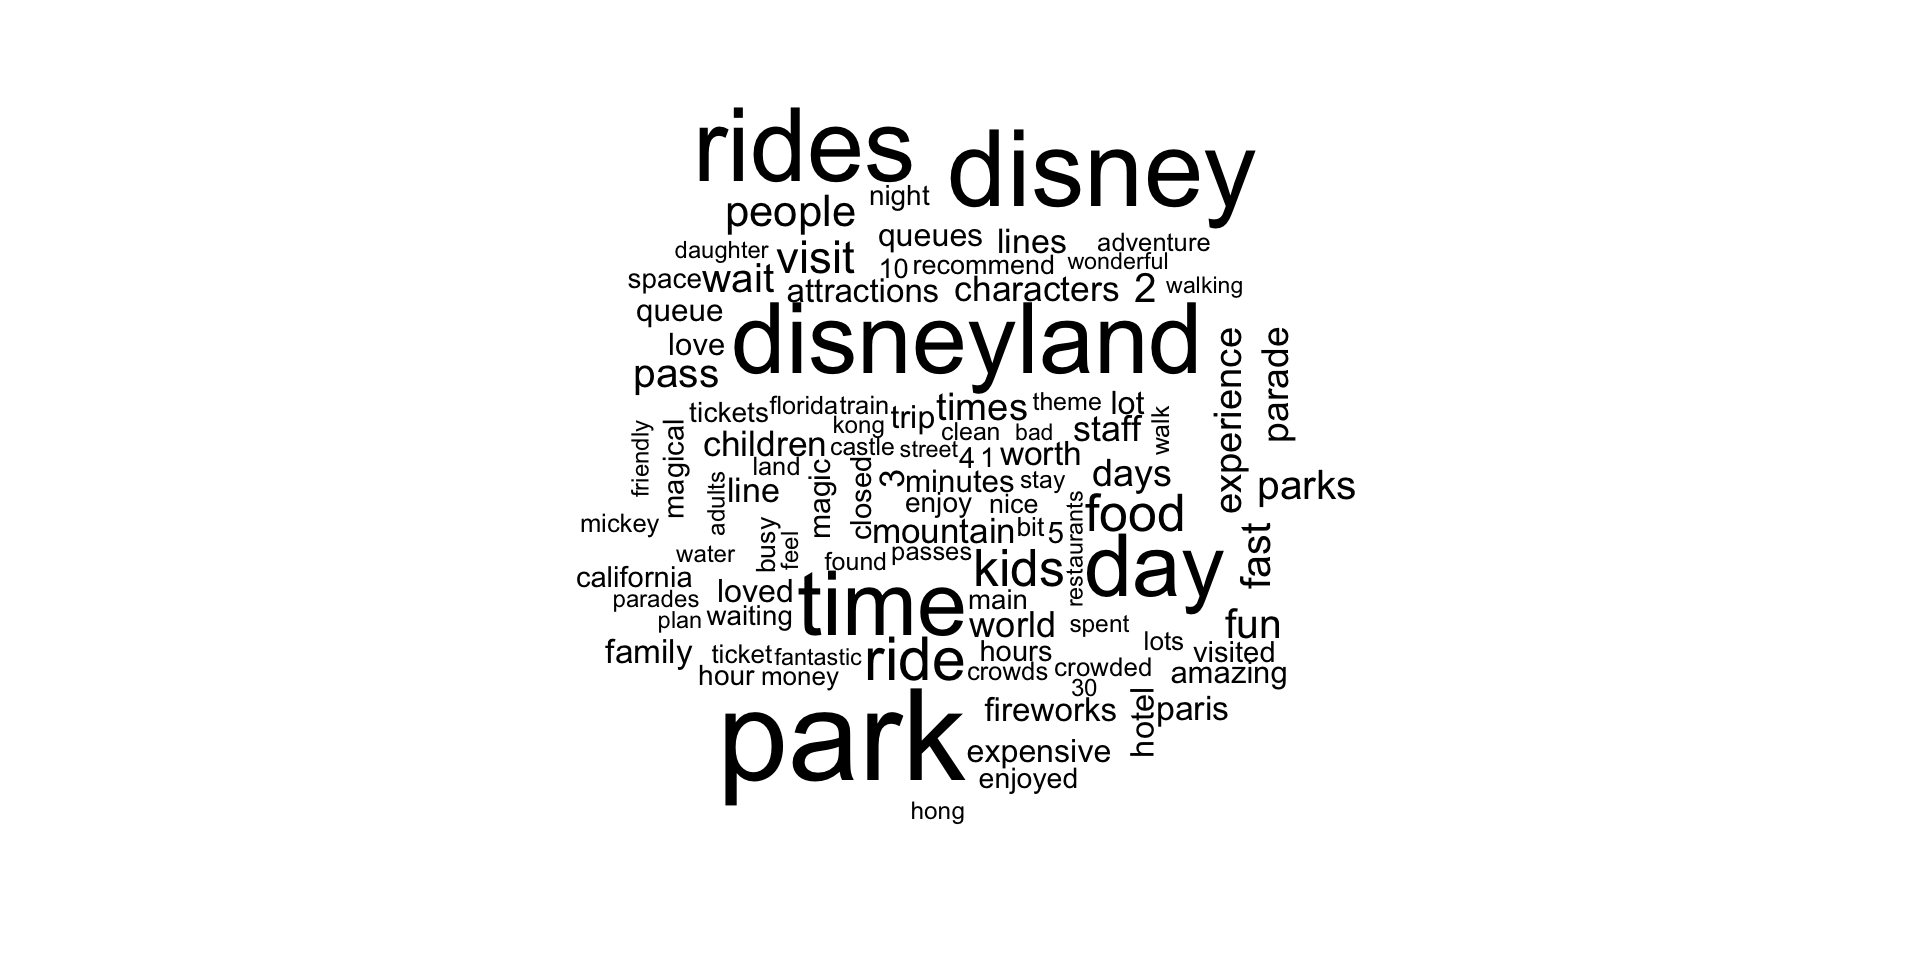 rides disney
night
people
queues lines adventure
daughter visit
10 recommend wonderful
space wait
attractions characters 2 walking
queue
disneyland
love
pass
experience
parade
tickets florida train trip times theme lot
kong
clean bad staff walk
friendly
magical
children castle street 4 1 worth
land
days
parks
adults
line
magic
closed
3 minutes stay
enjoy nice
restaurants
food
mickey
busy
feel
mountain bit 5
fast
water
found passes kids day
california
loved time main
parades
plan waiting
world spent fun
lots
family ticket fantastic ride hours visited
hour money crowds crowded amazing
30
park fireworks hotel paris
expensive
enjoyed
hong